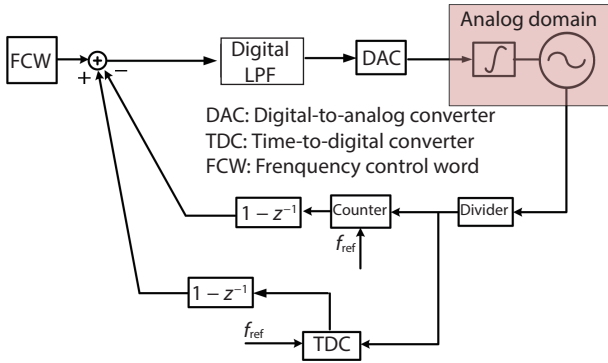 Analog domain
FCW
+
−
Digital
LPF
DAC
∫
DAC: Digital-to-analog converter
TDC: Time-to-digital converter
FCW: Frenquency control word
1 − z⁻¹
Counter
Divider
f_ref
1 − z⁻¹
f_ref
TDC